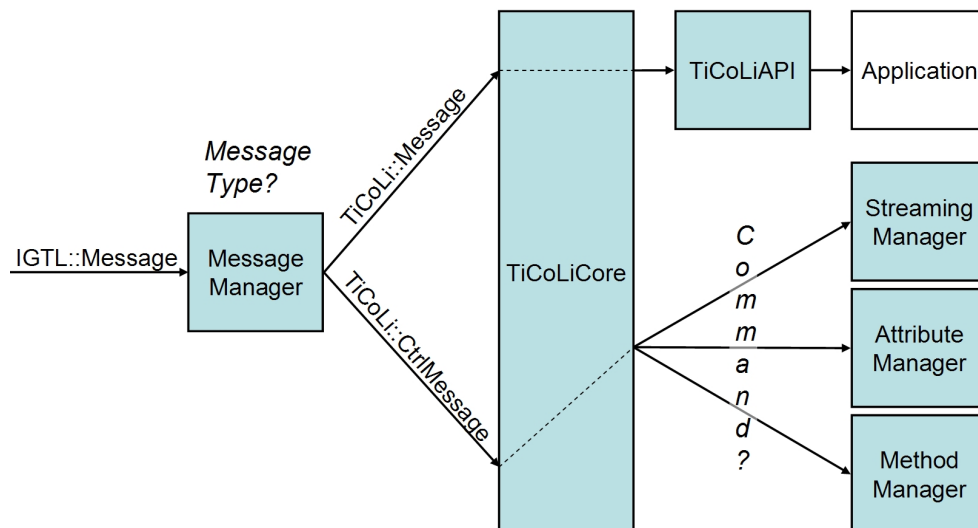 IGTL::Message
Message
Type?
Message
Manager
TiCoLi::Message
TiCoLi::CtrlMessage
TiCoLiCore
TiCoLiAPI
Application
Command?
Streaming
Manager
Attribute
Manager
Method
Manager